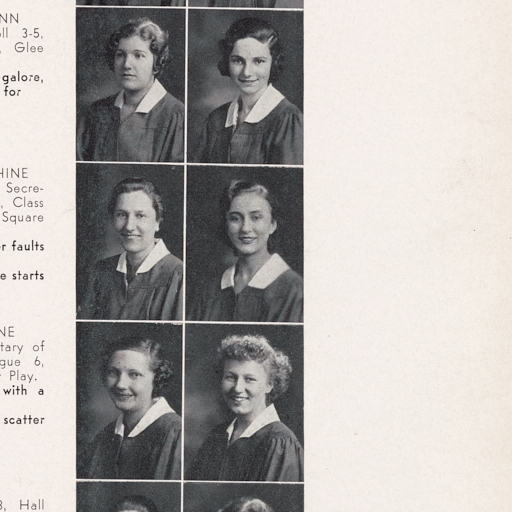 NN
ll 3-5,
, Glee
galore,
for
HINE
Secre-
, Class
Square
r faults
e starts
NE
tary of
gue 6,
Play.
with a
scatter
3, Hall